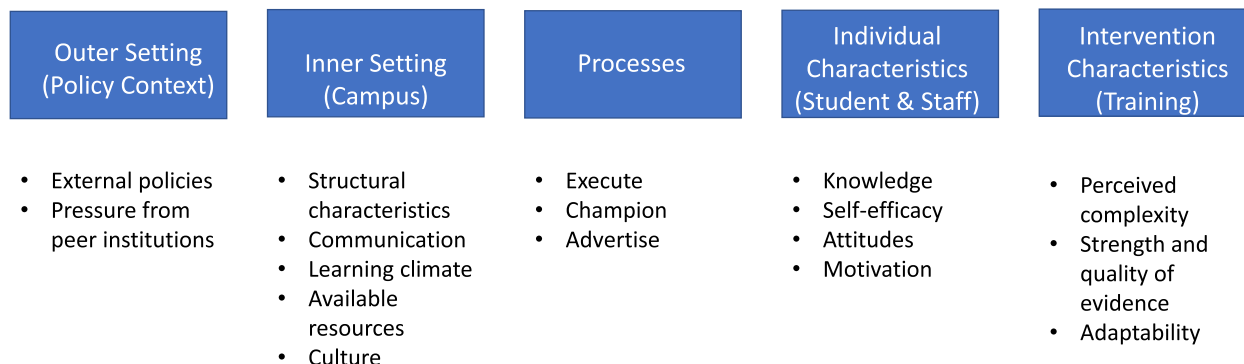 Outer Setting
(Policy Context)
• External policies
• Pressure from
peer institutions
Inner Setting
(Campus)
• Structural
characteristics
• Communication
• Learning climate
• Available
resources
• Culture
Processes
• Execute
• Champion
• Advertise
Individual
Characteristics
(Student & Staff)
• Knowledge
• Self-efficacy
• Attitudes
• Motivation
Intervention
Characteristics
(Training)
• Perceived
complexity
• Strength and
quality of
evidence
• Adaptability